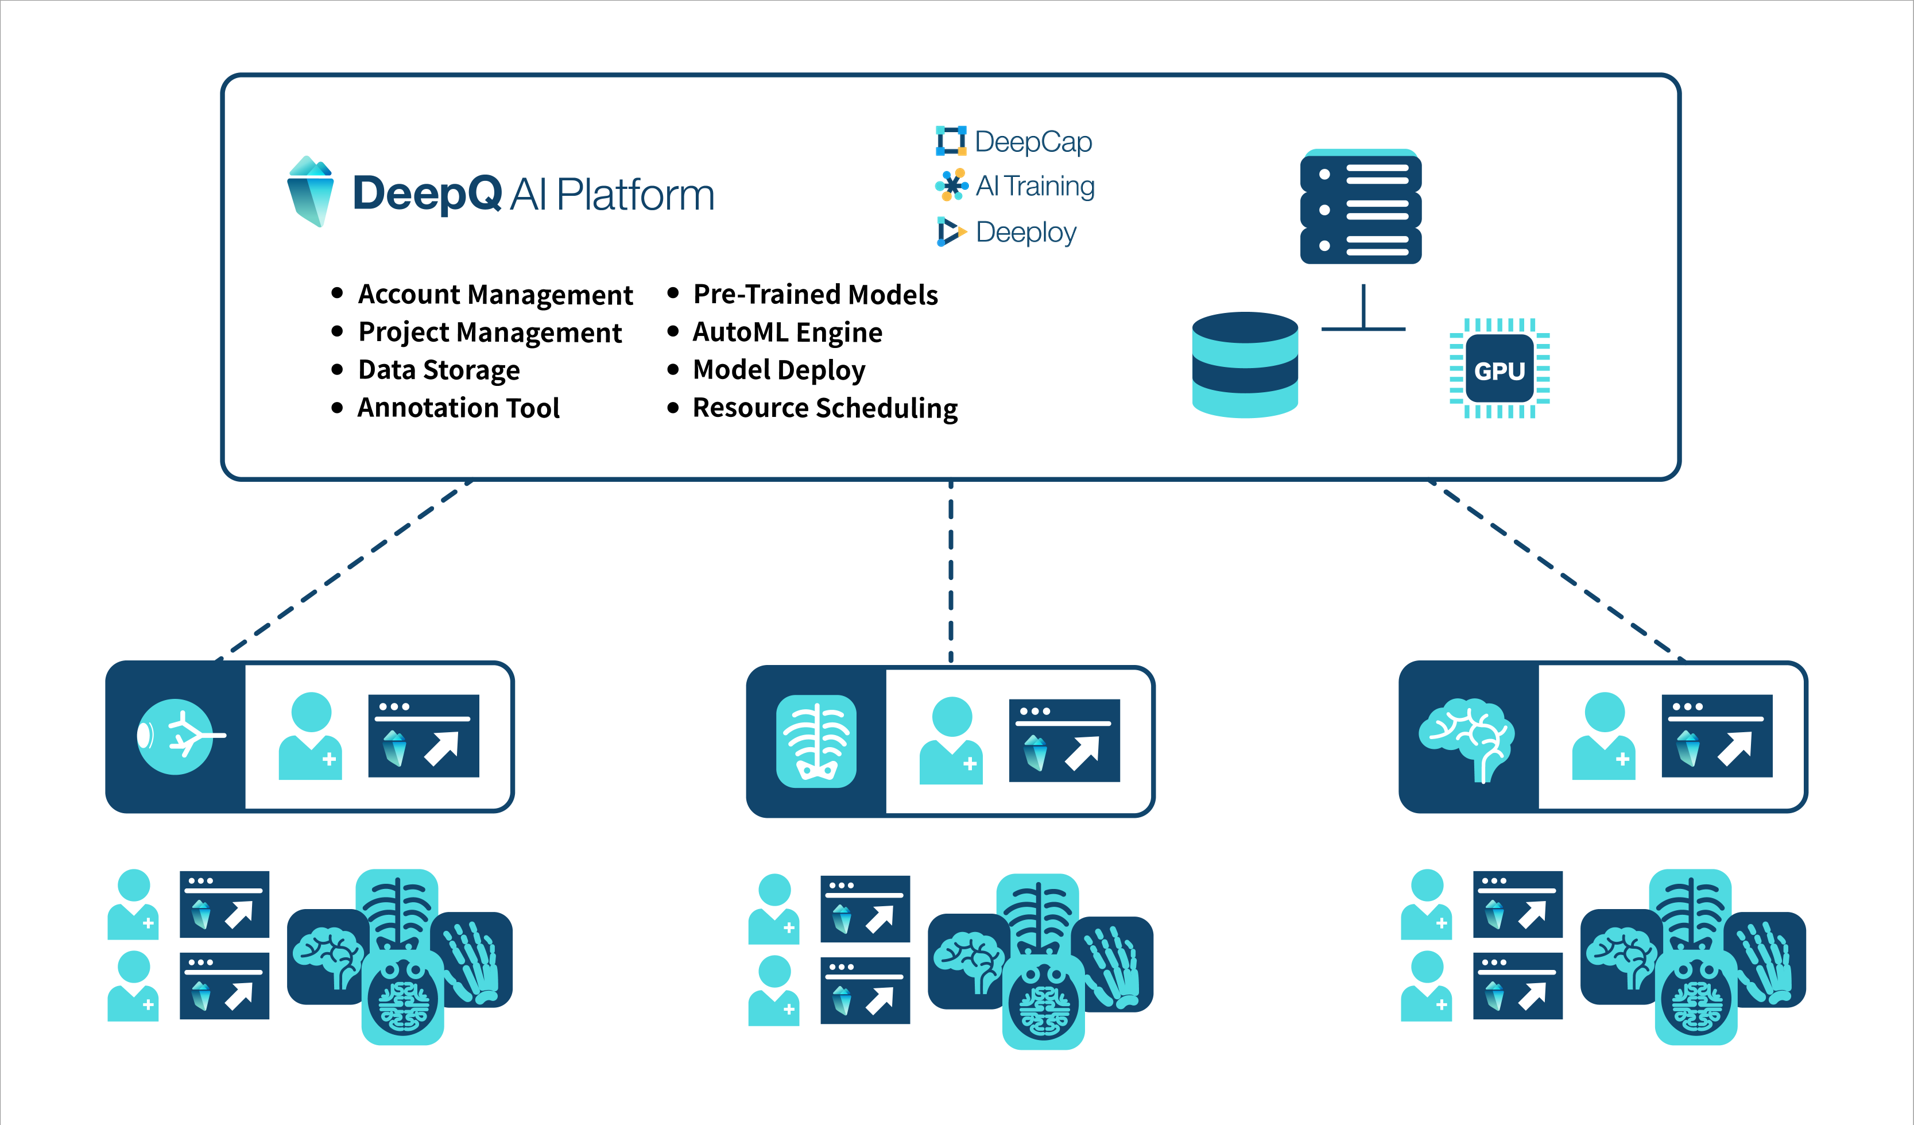 DeepQ AI Platform
DeepCap
AI Training
Deeploy
• Account Management
• Project Management
• Data Storage
• Annotation Tool
• Pre-Trained Models
• AutoML Engine
• Model Deploy
• Resource Scheduling
GPU